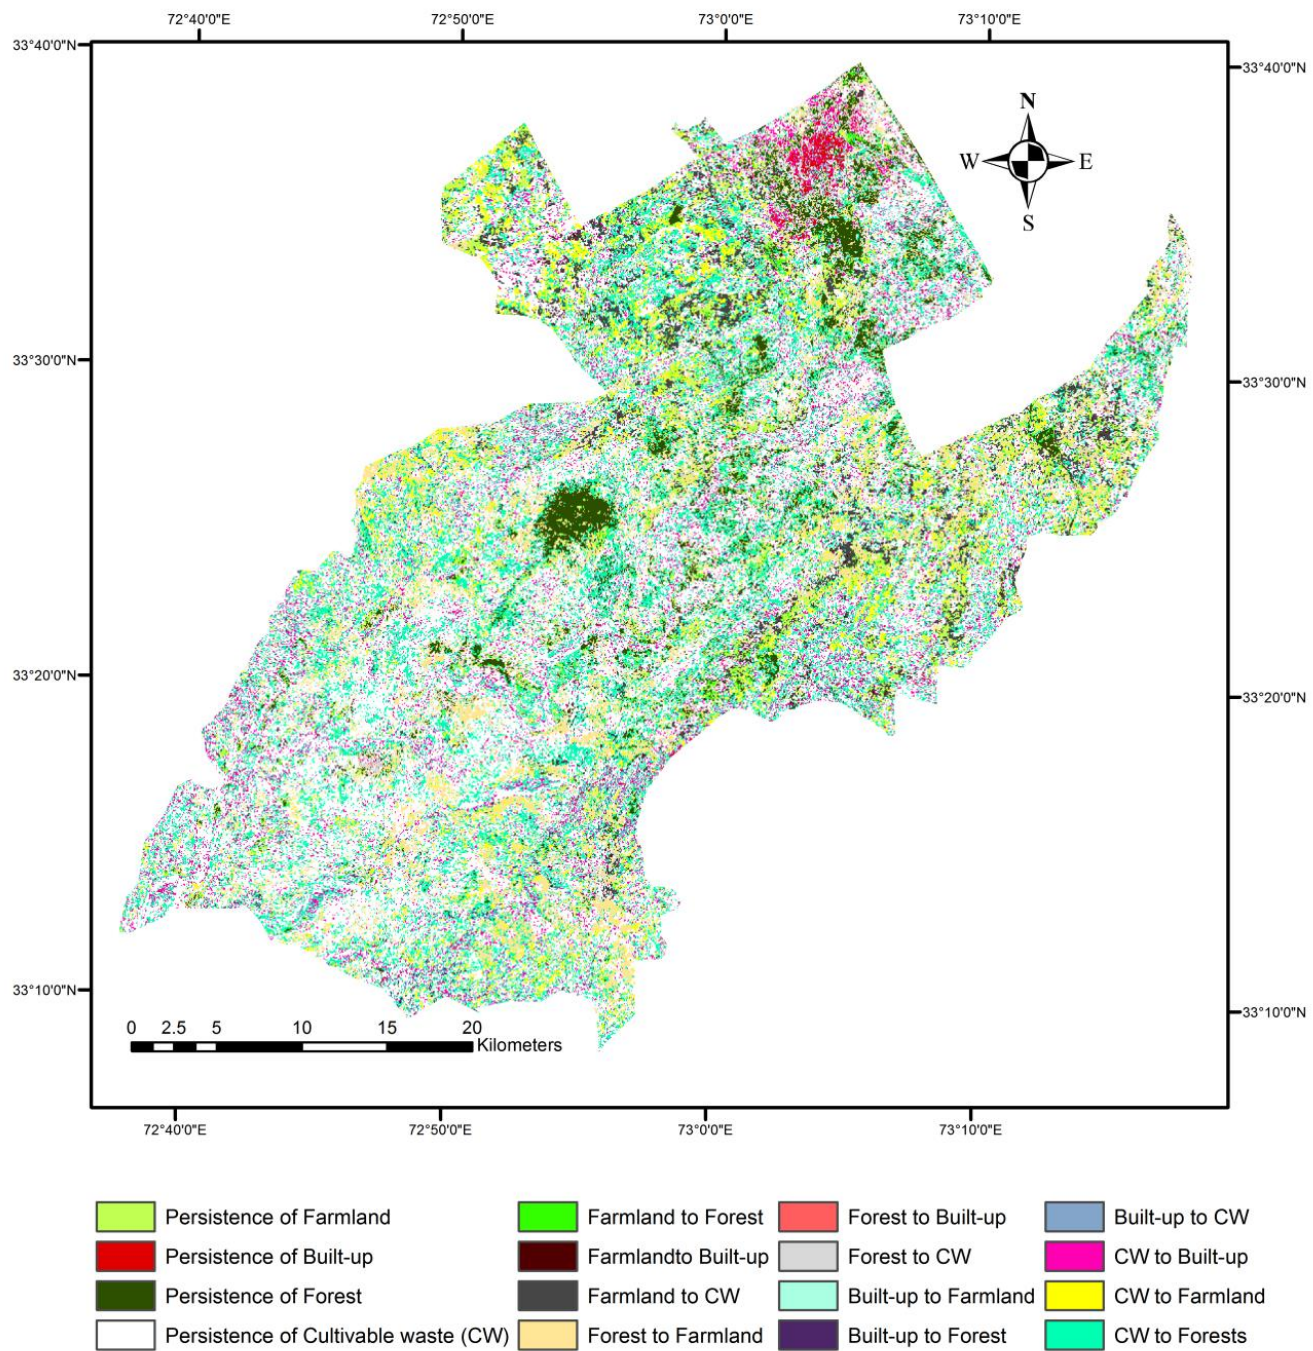 72°40'0"E 72°50'0"E 73°0'0"E 73°10'0"E
33°40'0"N
33°40'0"N
N
W E
S
33°30'0"N
33°30'0"N
33°20'0"N
33°20'0"N
33°10'0"N
33°10'0"N
0 2.5 5 10 15 20
Kilometers
72°40'0"E 72°50'0"E 73°0'0"E 73°10'0"E
Persistence of Farmland Farmland to Forest Forest to Built-up Built-up to CW
Persistence of Built-up Farmlandto Built-up Forest to CW CW to Built-up
Persistence of Forest Farmland to CW Built-up to Farmland CW to Farmland
Persistence of Cultivable waste (CW) Forest to Farmland Built-up to Forest CW to Forests